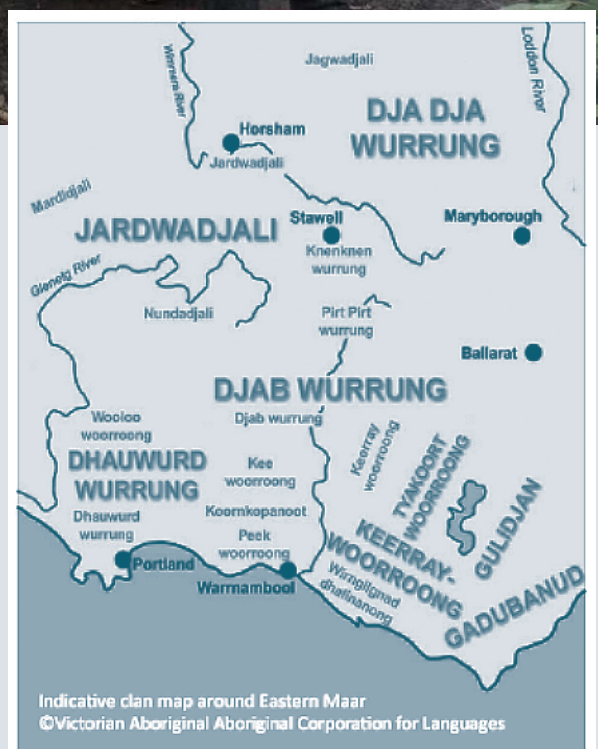 Jagwadjali
Wimmera River
Loddon River
DJA DJA
WURRUNG
Horsham
Jardwadjali
Mardidjali
JARDWADJALI
Stawell
Knenknen
wurrung
Maryborough
Glenelg River
Nundadjali
Pirt Pirt
wurrung
Ballarat
DJAB WURRUNG
Djab wurrung
Wooloo
woorroong
DHAUWURD
WURRUNG
Kee
woorroong
Keerray
woorroong
TYAKOORT
WOORROONG
GULIDJAN
Dhauwurd
wurrung
Koornkopanoot
Peek
woorroong
KEERRAY-
WOORROONG
Wirngilgnad
dhalinanong
GADUBANUD
Portland
Warrnambool
Indicative clan map around Eastern Maar
©Victorian Aboriginal Aboriginal Corporation for Languages